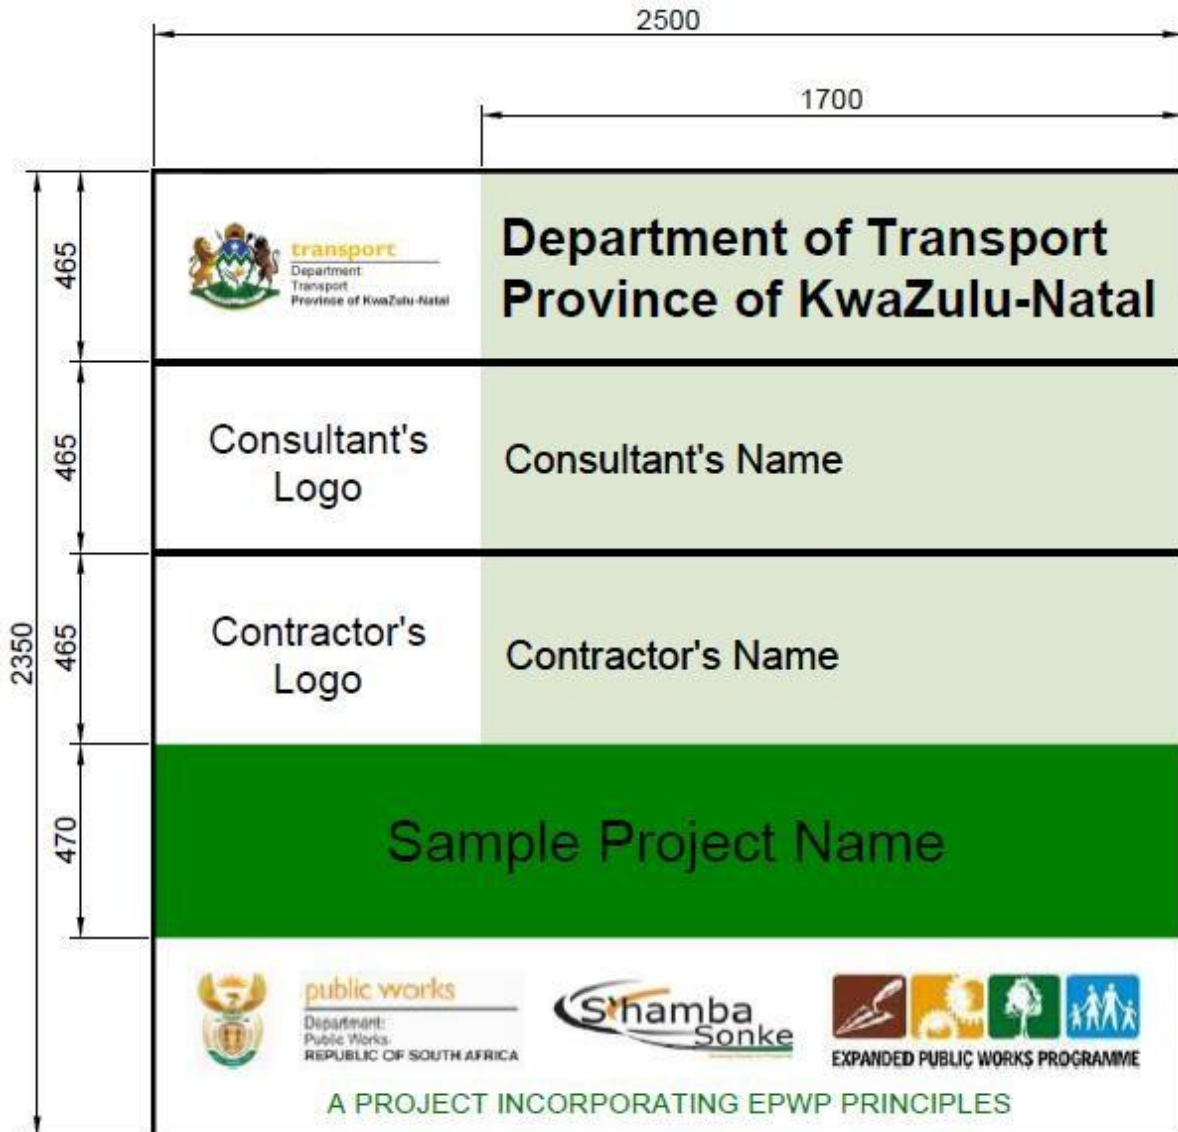 2500
1700
465
transport
Department
Transport
Province of KwaZulu-Natal
Department of Transport
Province of KwaZulu-Natal
465
Consultant's
Logo
Consultant's Name
2350
465
Contractor's
Logo
Contractor's Name
470
Sample Project Name
public works
Department:
Public Works
REPUBLIC OF SOUTH AFRICA
S'hamba
Sonke
EXPANDED PUBLIC WORKS PROGRAMME
A PROJECT INCORPORATING EPWP PRINCIPLES